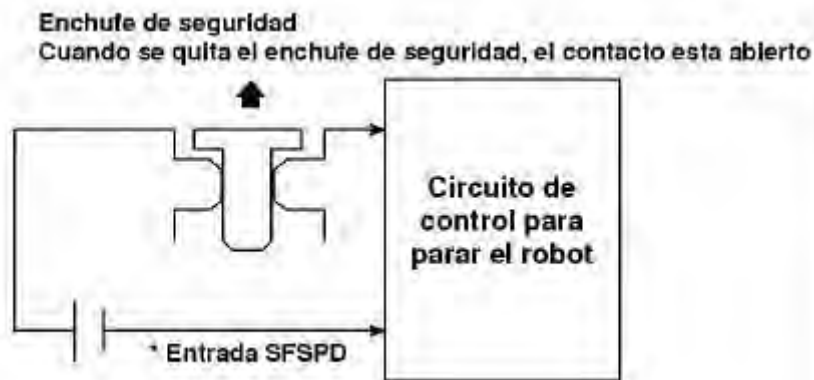 Enchufe de seguridad
Cuando se quita el enchufe de seguridad, el contacto esta abierto
Circuito de
control para
parar el robot
* Entrada SFSPD